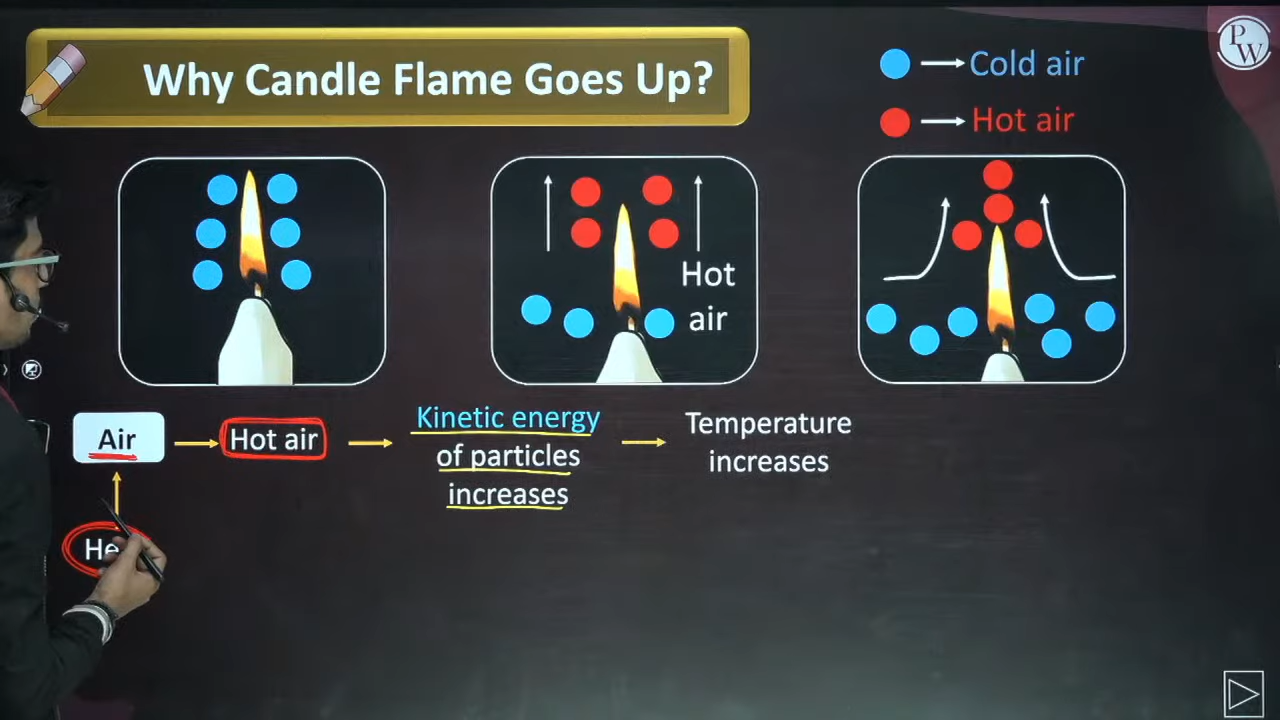 Why Candle Flame Goes Up?
Cold air
Hot air
PW
Hot
air
Air
Hot air
Kinetic energy
of particles
increases
Temperature
increases